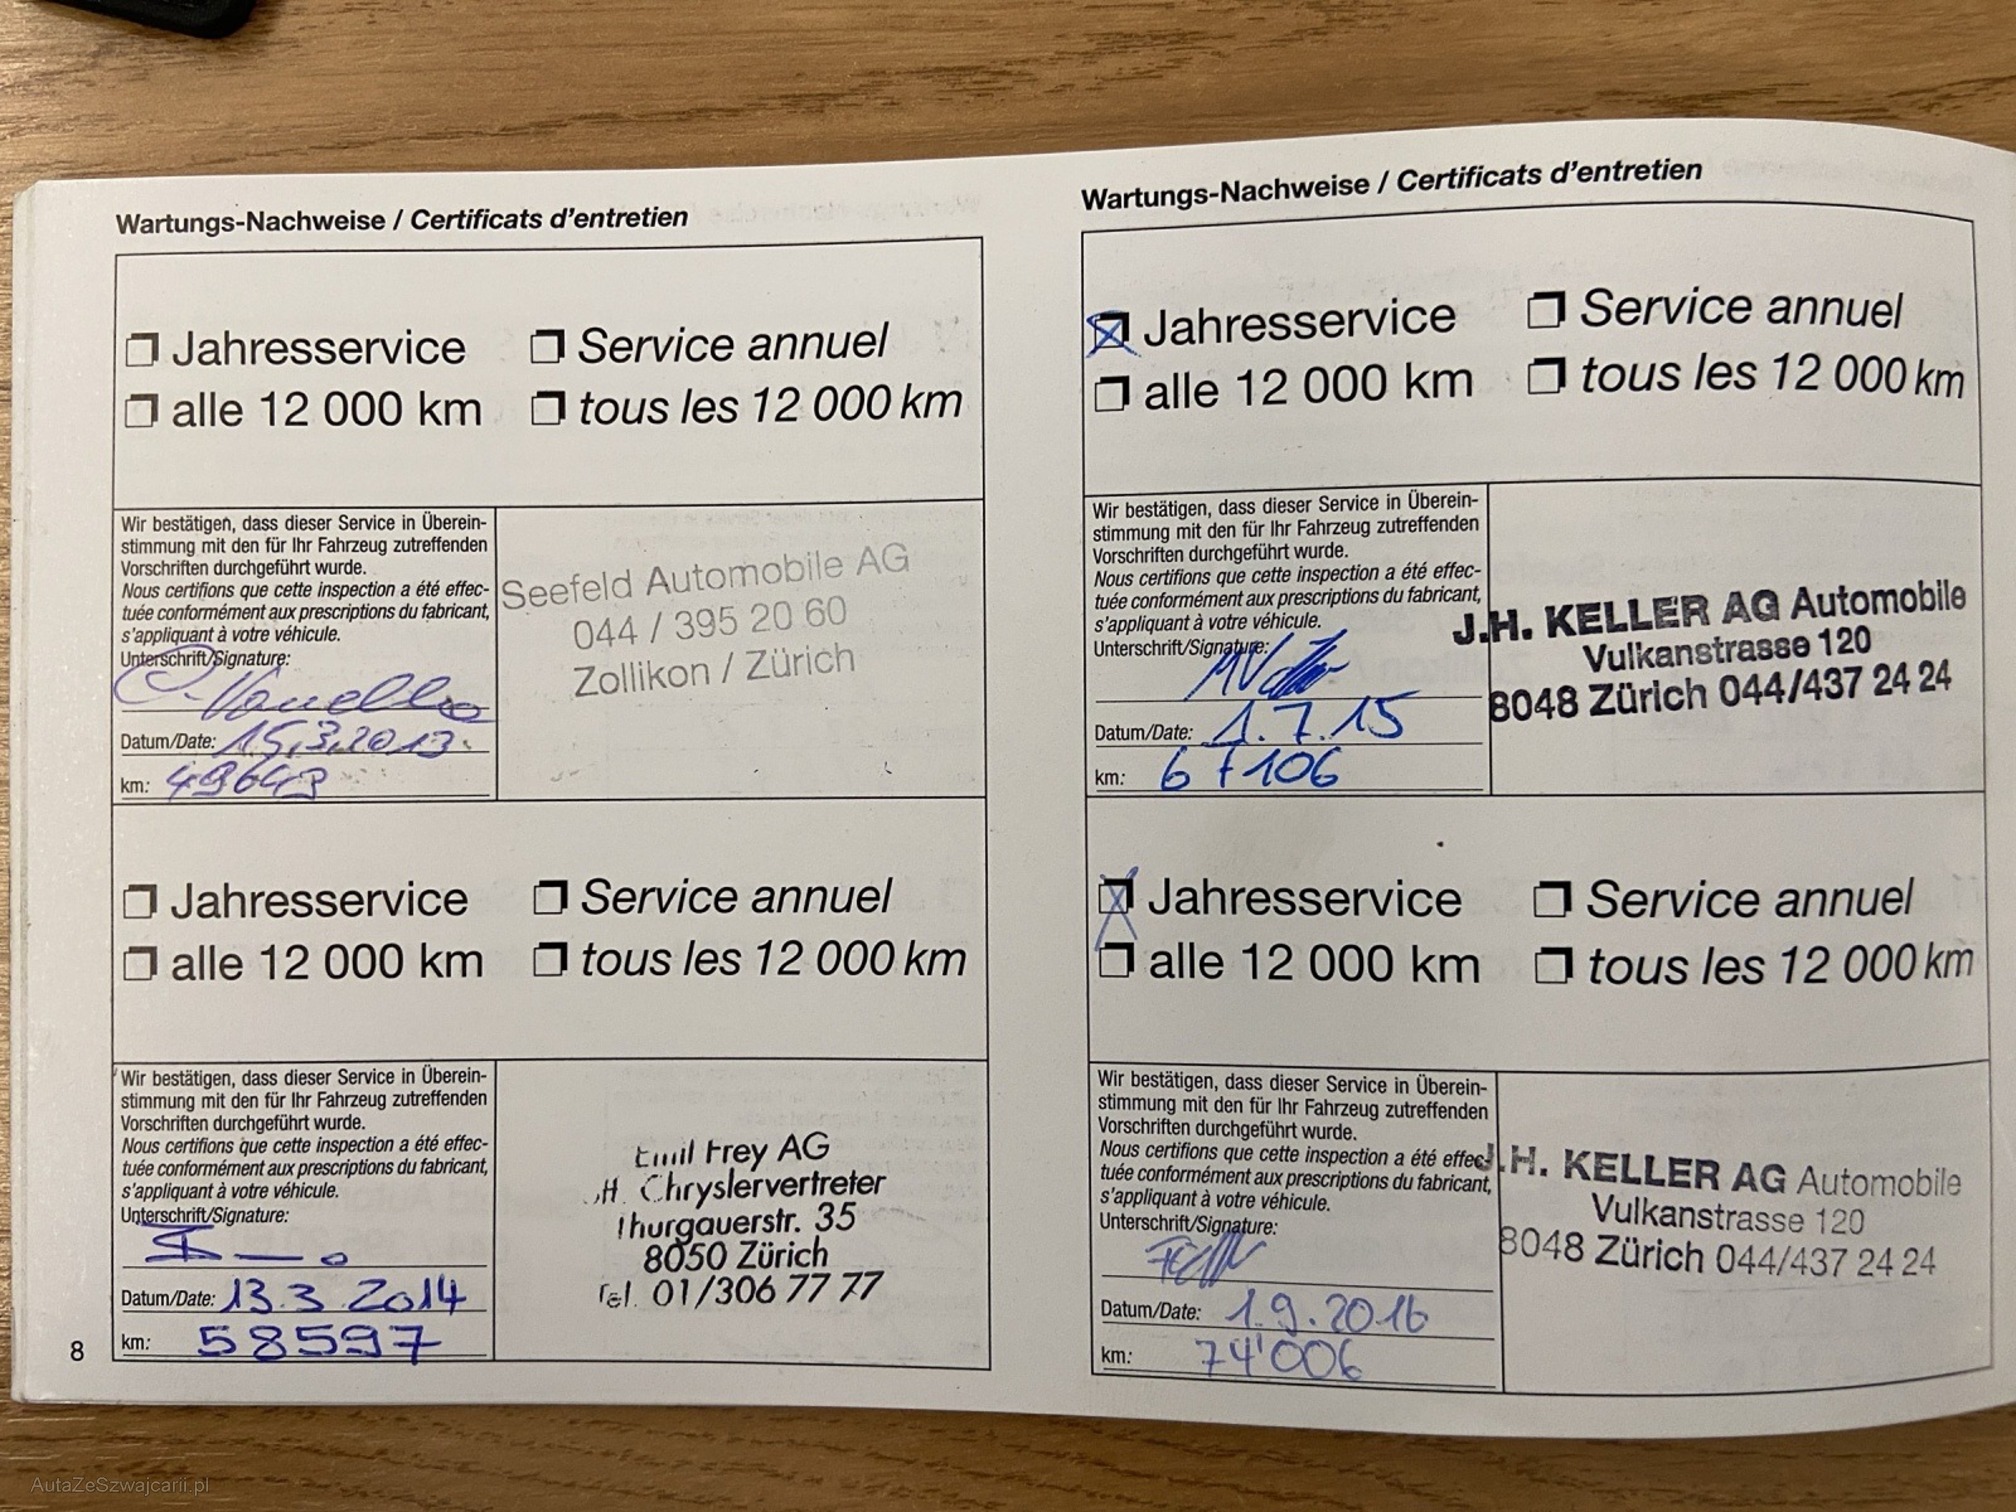 Wartungs-Nachweise / Certificats d'entretien
Jahresservice Service annuel
alle 12 000 km tous les 12 000 km
Wir bestätigen, dass dieser Service in Überein-
stimmung mit den für Ihr Fahrzeug zutreffenden
Vorschriften durchgeführt wurde.
Nous certifions que cette inspection a été effec-
tuée conformément aux prescriptions du fabricant,
s'appliquant à votre véhicule.
Unterschrift/Signature:
Datum/Date: 15.3.2013.
km: 49643
Seefeld Automobile AG
044 / 395 20 60
Zollikon / Zürich
Jahresservice Service annuel
alle 12 000 km tous les 12 000 km
Wir bestätigen, dass dieser Service in Überein-
stimmung mit den für Ihr Fahrzeug zutreffenden
Vorschriften durchgeführt wurde.
Nous certifions que cette inspection a été effec-
tuée conformément aux prescriptions du fabricant,
s'appliquant à votre véhicule.
Unterschrift/Signature:
Datum/Date: 13.3.2014
km: 58597
Emil Frey AG
Chryslervertreter
Thurgauerstr. 35
8050 Zürich
Tel. 01/306 77 77
8
Wartungs-Nachweise / Certificats d'entretien
Jahresservice Service annuel
alle 12 000 km tous les 12 000 km
Wir bestätigen, dass dieser Service in Überein-
stimmung mit den für Ihr Fahrzeug zutreffenden
Vorschriften durchgeführt wurde.
Nous certifions que cette inspection a été effec-
tuée conformément aux prescriptions du fabricant,
s'appliquant à votre véhicule.
Unterschrift/Signature:
Datum/Date: 1.7.15
km: 67106
J.H. KELLER AG Automobile
Vulkanstrasse 120
8048 Zürich 044/437 24 24
Jahresservice Service annuel
alle 12 000 km tous les 12 000 km
Wir bestätigen, dass dieser Service in Überein-
stimmung mit den für Ihr Fahrzeug zutreffenden
Vorschriften durchgeführt wurde.
Nous certifions que cette inspection a été effec-
tuée conformément aux prescriptions du fabricant,
s'appliquant à votre véhicule.
Unterschrift/Signature:
Datum/Date: 1.9.2016
km: 74'006
J.H. KELLER AG Automobile
Vulkanstrasse 120
8048 Zürich 044/437 24 24
AutaZeSzwajcarii.pl